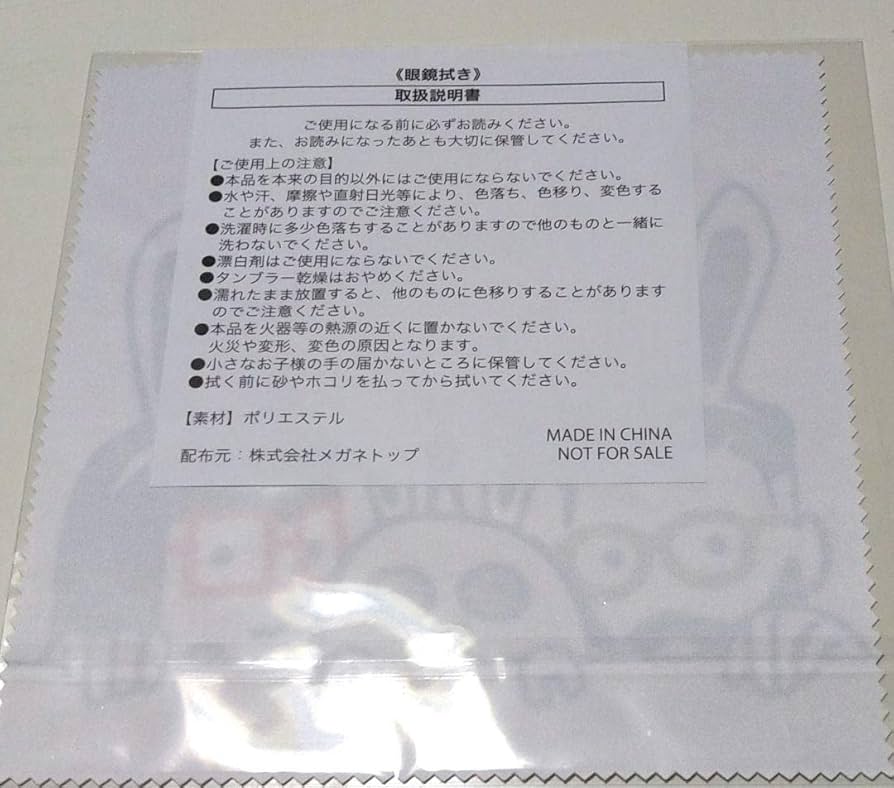 《眼鏡拭き》
取扱説明書
ご使用になる前に必ずお読みください。
また、お読みになったあとも大切に保管してください。
【ご使用上の注意】
●本品を本来の目的以外にはご使用にならないでください。
●水や汗、摩擦や直射日光等により、色落ち、色移り、変色する
ことがありますのでご注意ください。
●洗濯時に多少色落ちすることがありますので他のものと一緒に
洗わないでください。
●漂白剤はご使用にならないでください。
●タンブラー乾燥はおやめください。
●濡れたまま放置すると、他のものに色移りすることがあります
のでご注意ください。
●本品を火器等の熱源の近くに置かないでください。
火災や変形、変色の原因となります。
●小さなお子様の手の届かないところに保管してください。
●拭く前に砂やホコリを払ってから拭いてください。
【素材】ポリエステル
配布元：株式会社メガネトップ
MADE IN CHINA
NOT FOR SALE